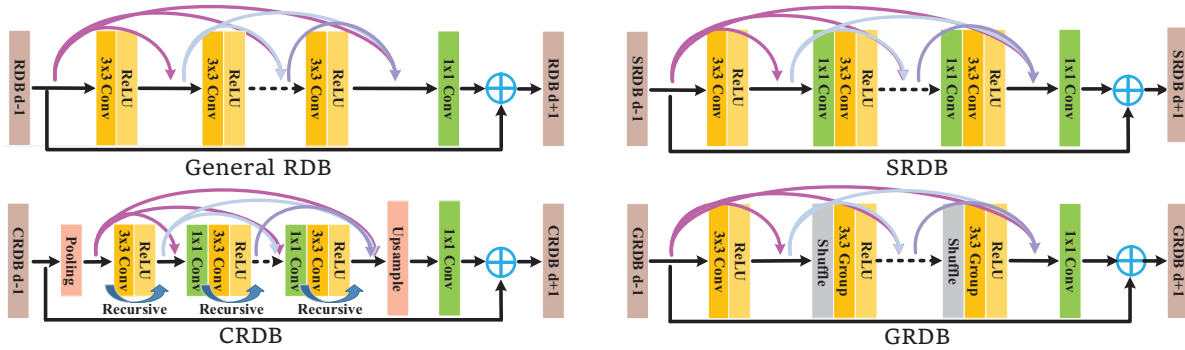 RDB d-1
3x3 Conv
ReLU
3x3 Conv
ReLU
3x3 Conv
ReLU
1x1 Conv
RDB d+1
General RDB
SRDB d-1
3x3 Conv
ReLU
1x1 Conv
3x3 Conv
ReLU
1x1 Conv
3x3 Conv
ReLU
1x1 Conv
SRDB d+1
SRDB
CRDB d-1
Pooling
3x3 Conv
ReLU
1x1 Conv
3x3 Conv
ReLU
1x1 Conv
3x3 Conv
ReLU
Upsample
1x1 Conv
CRDB d+1
Recursive
Recursive
Recursive
CRDB
GRDB d-1
3x3 Conv
ReLU
Shuffle
3x3 Group
ReLU
Shuffle
3x3 Group
ReLU
1x1 Conv
GRDB d+1
GRDB